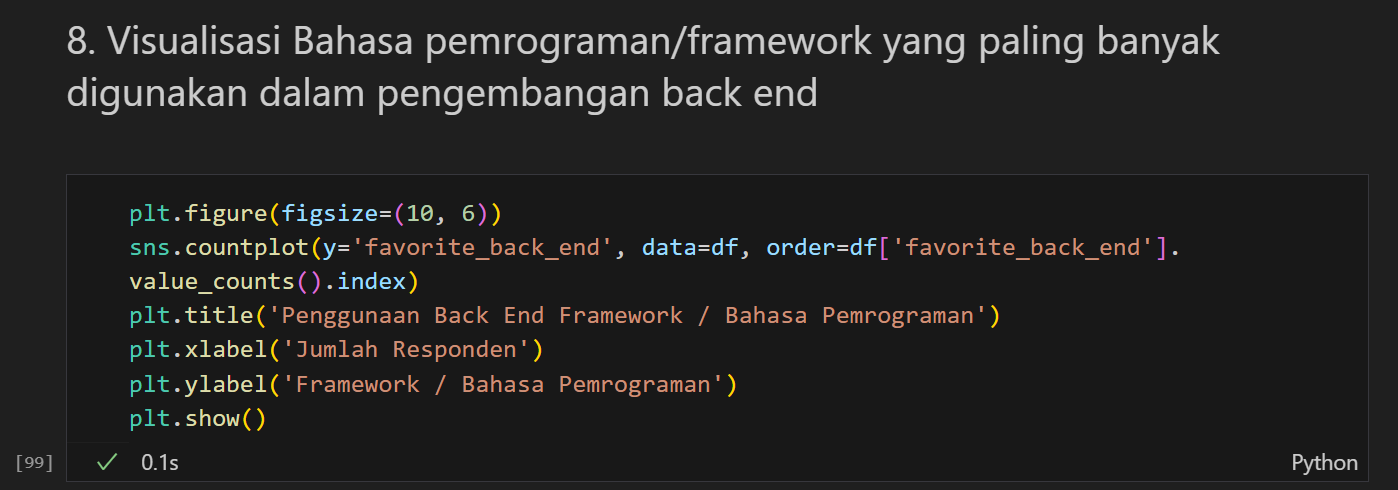 8. Visualisasi Bahasa pemrograman/framework yang paling banyak
digunakan dalam pengembangan back end
plt.figure(figsize=(10, 6))
sns.countplot(y='favorite_back_end', data=df, order=df['favorite_back_end'].
value_counts().index)
plt.title('Penggunaan Back End Framework / Bahasa Pemrograman')
plt.xlabel('Jumlah Responden')
plt.ylabel('Framework / Bahasa Pemrograman')
plt.show()
[99] ✓ 0.1s Python